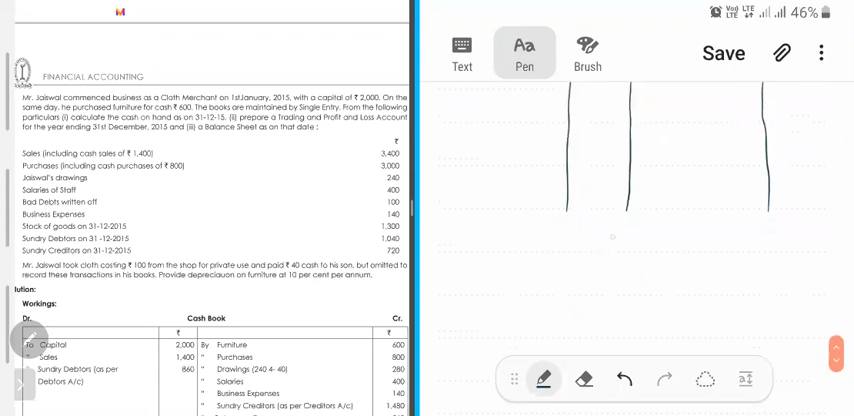 46%
Save
Text
Pen
Brush
FINANCIAL ACCOUNTING
Mr. Jaiswal commenced business as a Cloth Merchant on 1stJanuary, 2015, with a capital of ₹ 2,000. On the
same day, he purchased furniture for cash ₹ 600. The books are maintained by Single Entry. From the following
particulars (i) calculate the cash on hand as on 31-12-15. (ii) prepare a Trading and Profit and Loss Account
for the year ending 31st December, 2015 and (iii) a Balance Sheet as on that date :
₹
Sales (including cash sales of ₹ 1,400) 3,400
Purchases (including cash purchases of ₹ 800) 3,000
Jaiswal's drawings 240
Salaries of Staff 400
Bad Debts written off 100
Business Expenses 140
Stock of goods on 31-12-2015 1,300
Sundry Debtors on 31 -12-2015 1,040
Sundry Creditors on 31-12-2015 720
Mr. Jaiswal took cloth costing ₹ 100 from the shop for private use and paid ₹ 40 cash to his son, but omitted to
record these transactions in his books. Provide depreciauon on furniture at 10 per cent per annum.
lution:
Workings:
Dr. Cash Book Cr.
₹ ₹
To Capital 2,000 By Furniture 600
" Sales 1,400 " Purchases 800
Sundry Debtors (as per 860 " Drawings (240 4- 40) 280
Debtors A/c) " Salaries 400
" Business Expenses 140
" Sundry Creditors (as per Creditors A/c) 1,480